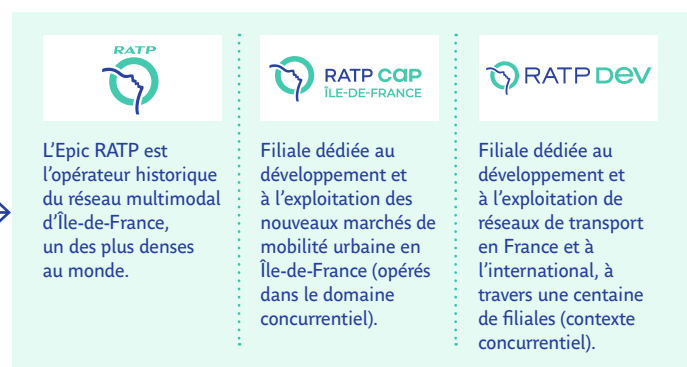 RATP
L’Epic RATP est
l’opérateur historique
du réseau multimodal
d’Île-de-France,
un des plus denses
au monde.
RATP CAP
ÎLE-DE-FRANCE
Filiale dédiée au
développement et
à l’exploitation des
nouveaux marchés de
mobilité urbaine en
Île-de-France (opérés
dans le domaine
concurrentiel).
RATP DEV
Filiale dédiée au
développement et
à l’exploitation de
réseaux de transport
en France et à
l’international, à
travers une centaine
de filiales (contexte
concurrentiel).